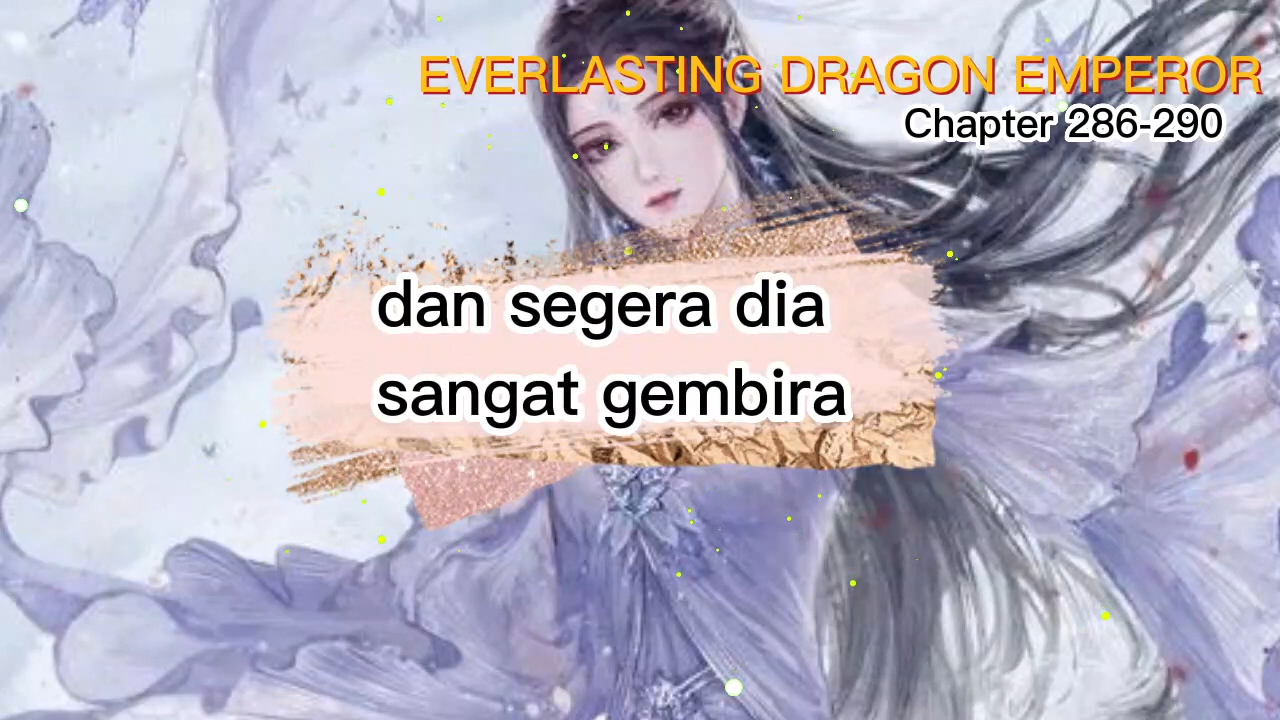 EVERLASTING DRAGON EMPEROR
Chapter 286-290
dan segera dia
sangat gembira